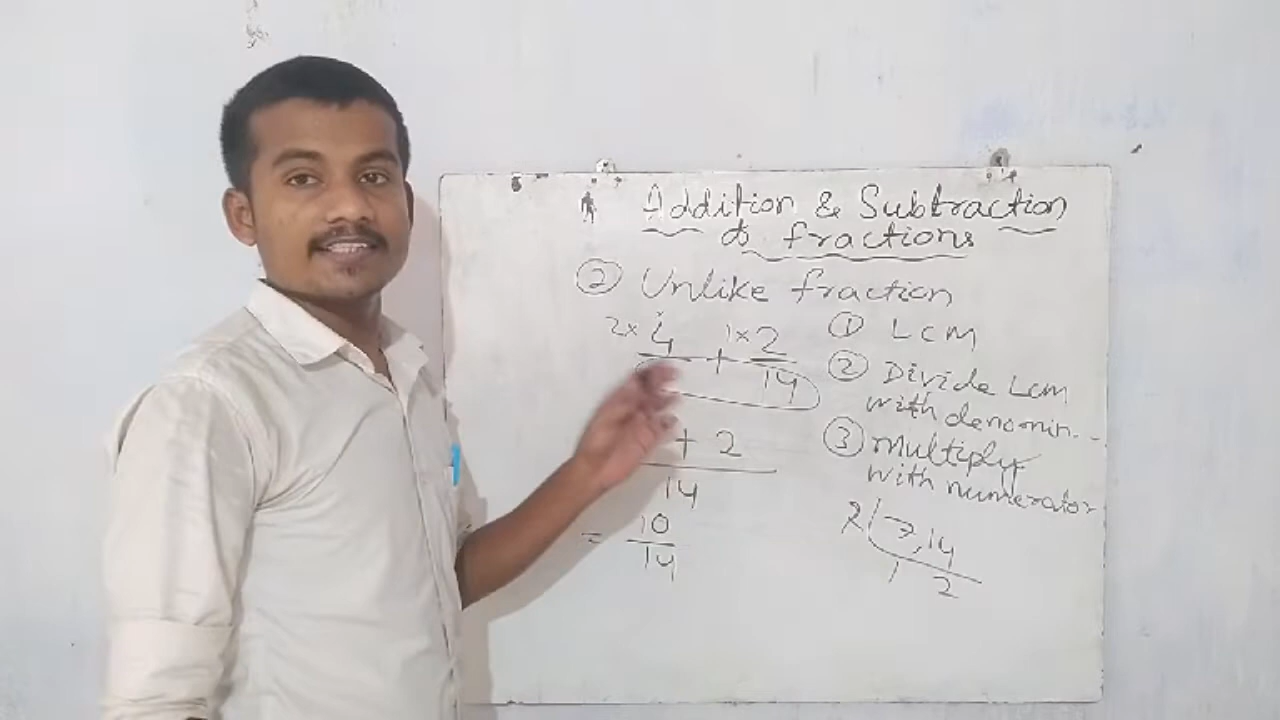 Addition & Subtraction
of fractions
② Unlike fraction
2× 4 + 1× 2
14
+ 2
14
= 10
14
① LCM
② Divide Lcm
with denomin...
③ Multiply
with numerator
7, 14
1 2